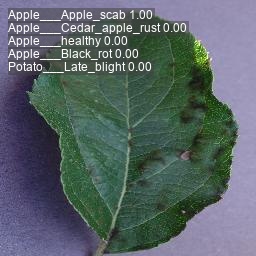 Apple___Apple_scab 1.00
Apple___Cedar_apple_rust 0.00
Apple___healthy 0.00
Apple___Black_rot 0.00
Potato___Late_blight 0.00